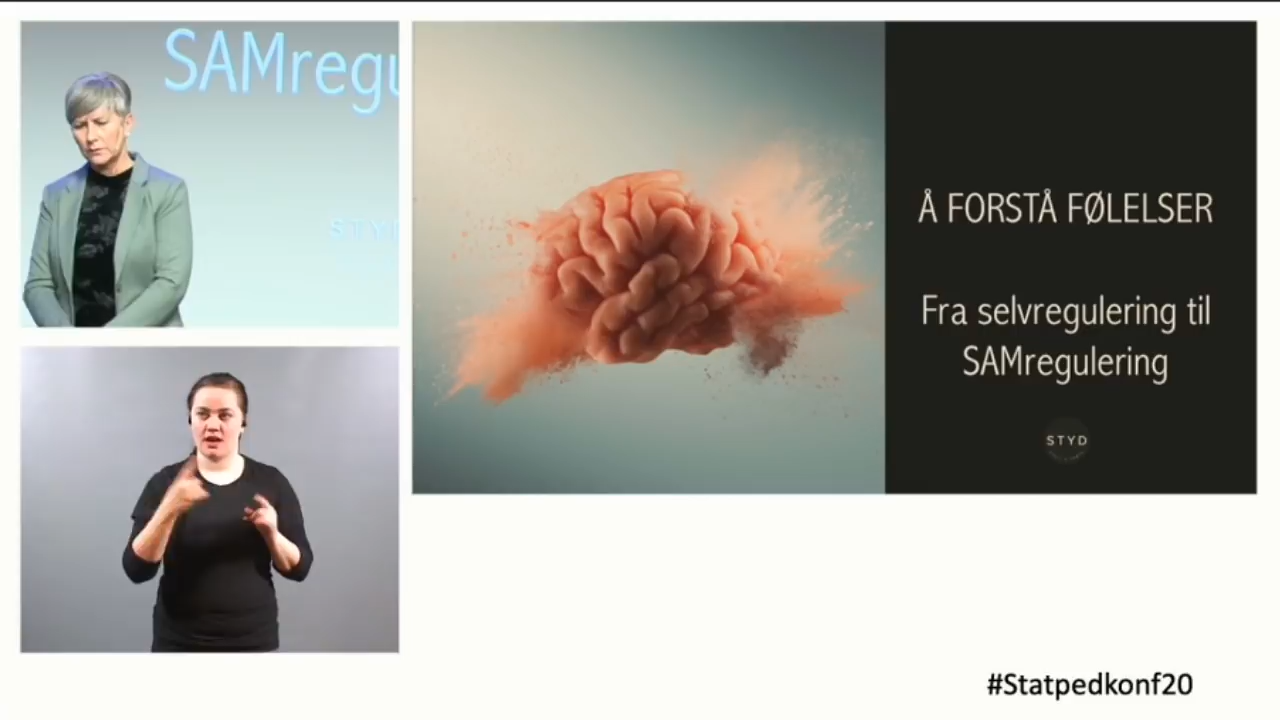 SAMregu
STYD
Å FORSTÅ FØLELSER
Fra selvregulering til
SAMregulering
STYD
#Statpedkonf20